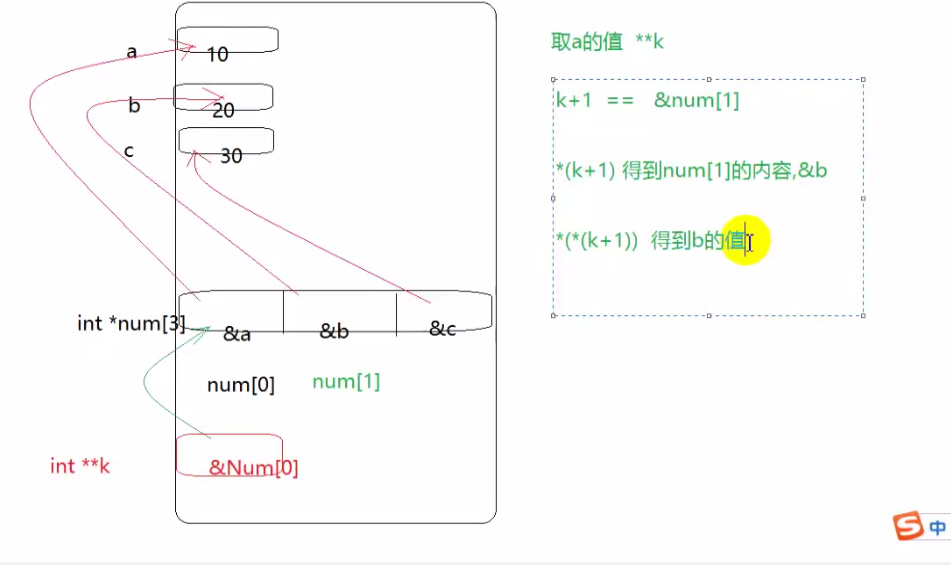 a
10
b
20
c
30
int *num[3]
&a
&b
&c
num[0]
num[1]
int **k
&Num[0]
取a的值 **k
k+1 == &num[1]
*(k+1) 得到num[1]的内容,&b
*(*(k+1)) 得到b的值
S 中